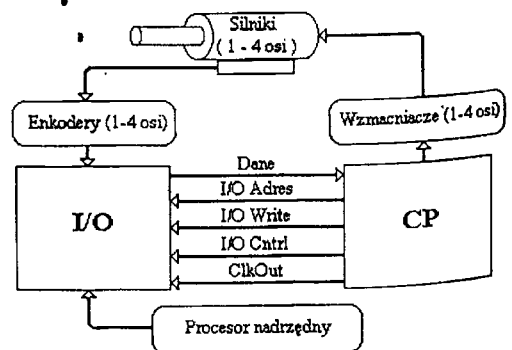 Silniki
(1 - 4 osi)
Enkodery (1-4 osi)
Wzmacniacze (1-4 osi)
Dane
I/O Adres
I/O Write
I/O Cntrl
ClkOut
I/O
CP
Procesor nadrzędny